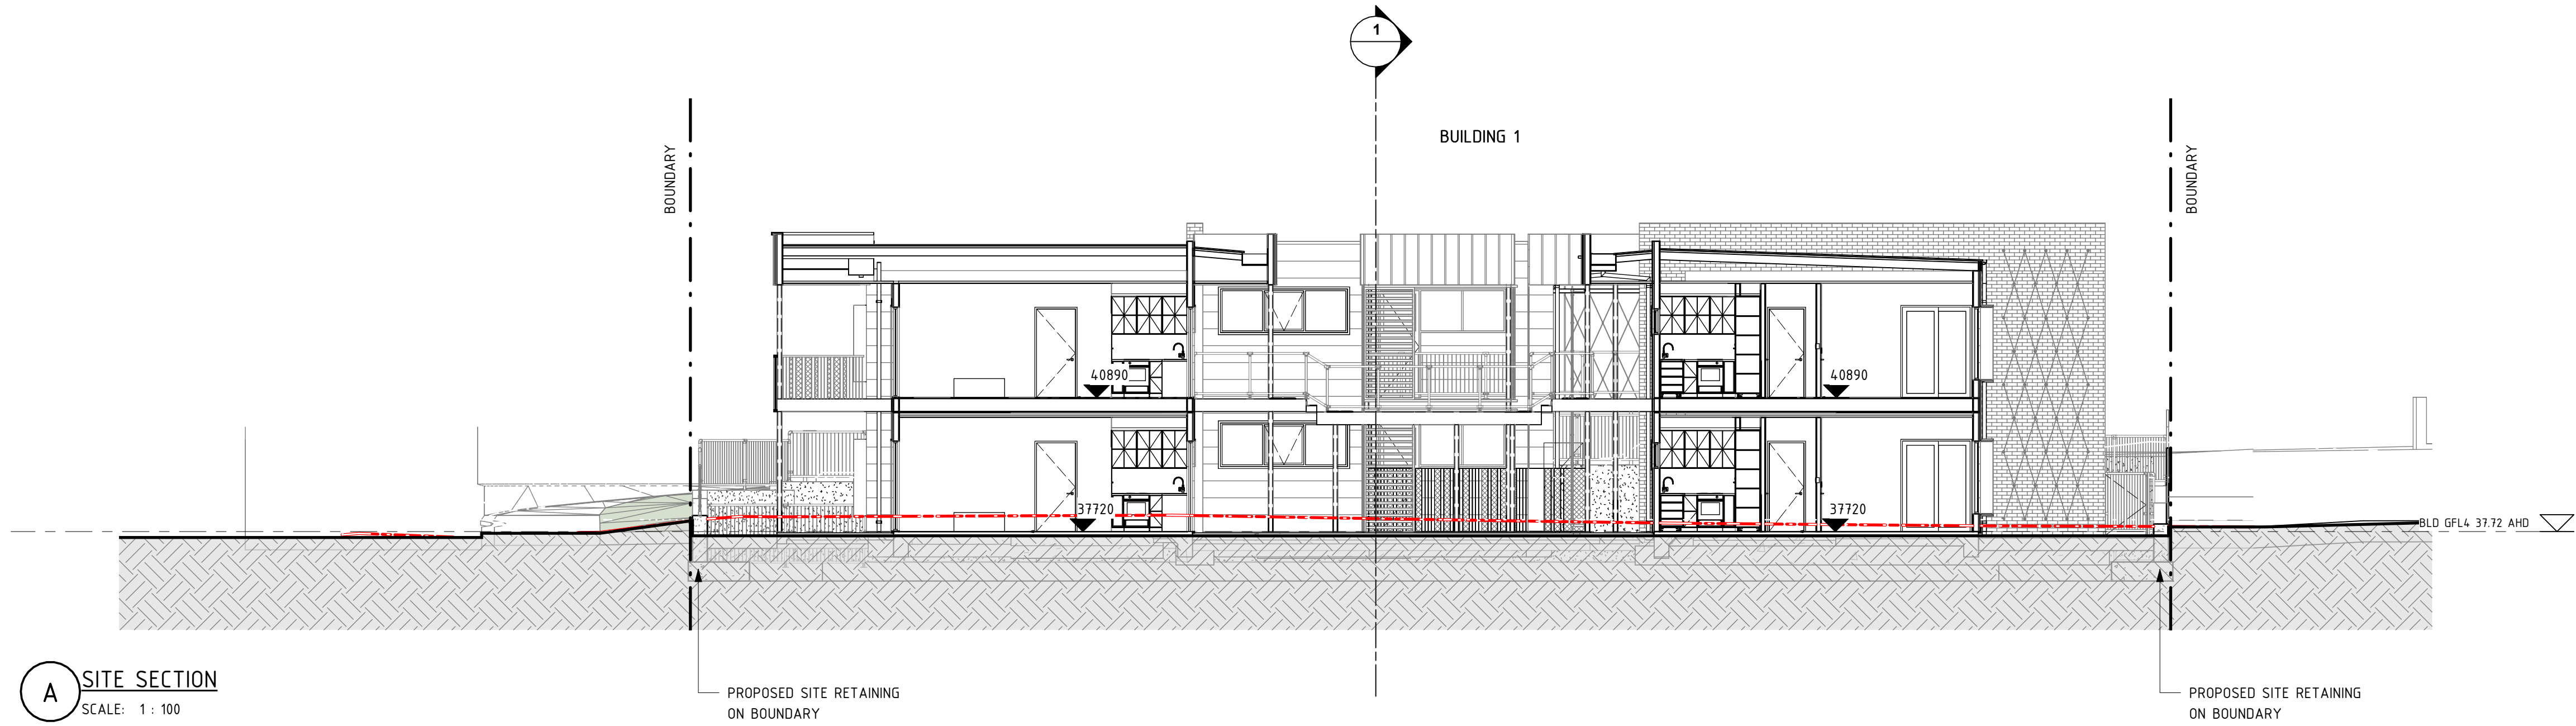 1
BUILDING 1
BOUNDARY
BOUNDARY
40890
40890
37720
37720
BLD GFL4 37.72 AHD
A
SITE SECTION
SCALE: 1 : 100
PROPOSED SITE RETAINING
ON BOUNDARY
PROPOSED SITE RETAINING
ON BOUNDARY